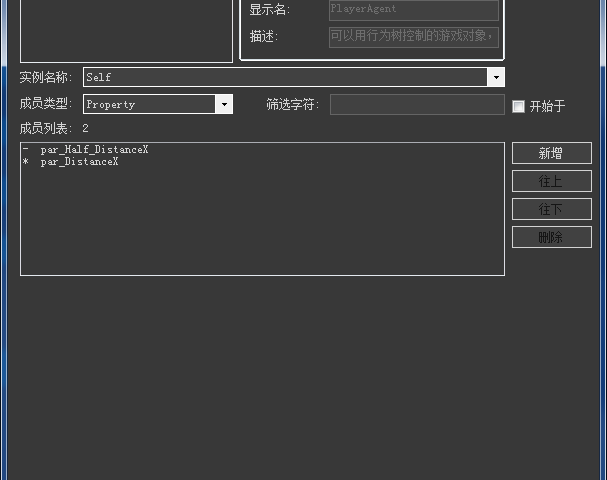 显示名: PlayerAgent
描述: 可以用行为树控制的游戏对象,
实例名称: Self
成员类型: Property 筛选字符: 开始于
成员列表: 2
- par_Half_DistanceX
* par_DistanceX
新增
往上
往下
删除